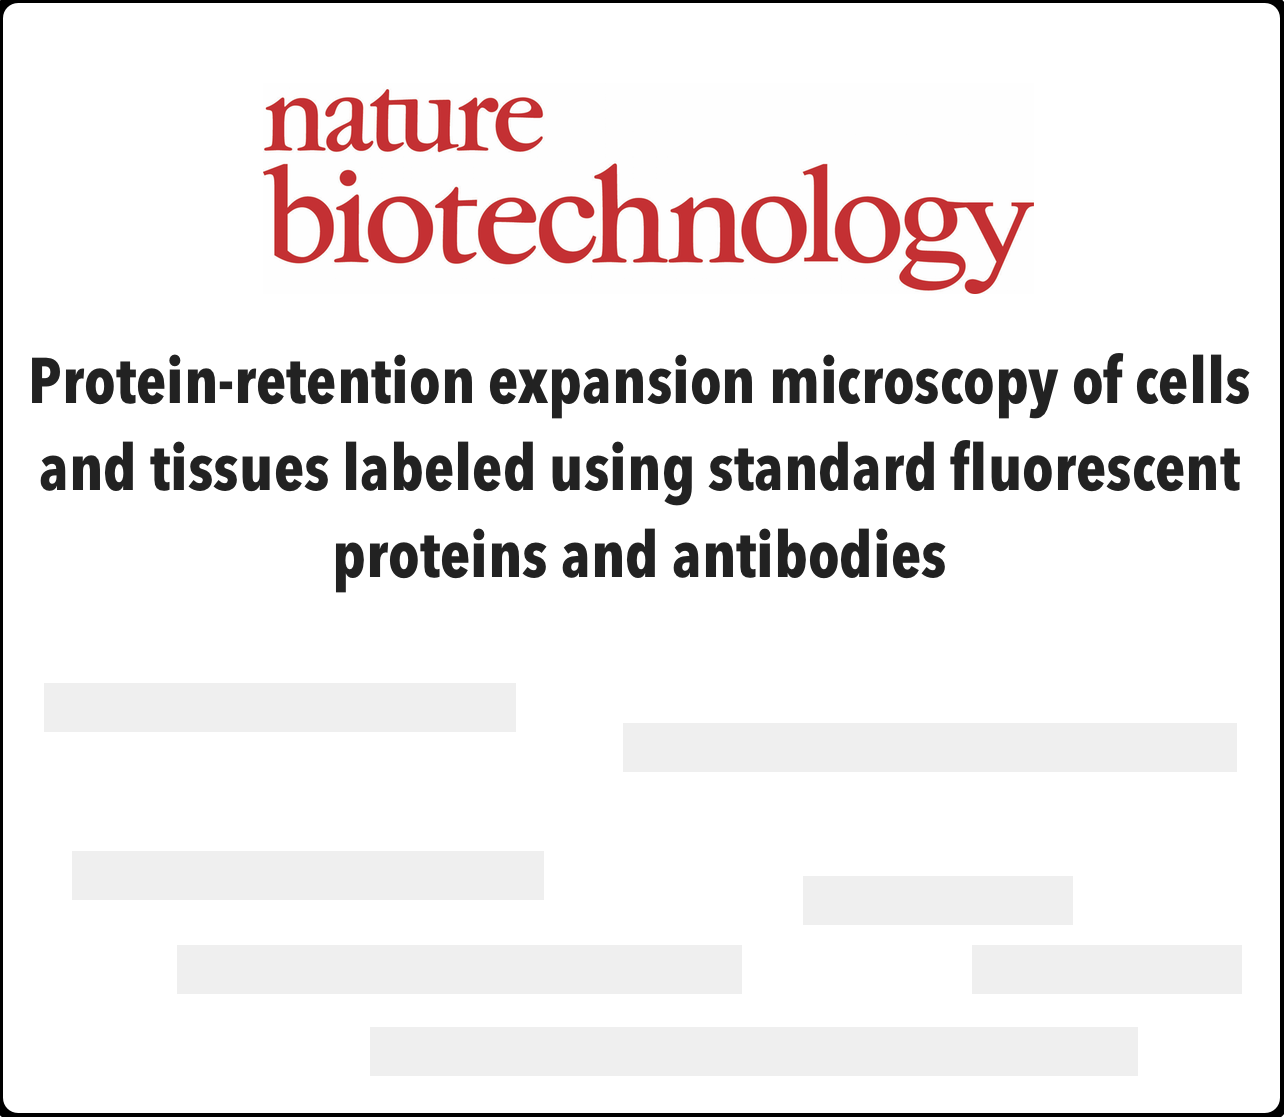 nature
biotechnology
Protein-retention expansion microscopy of cells
and tissues labeled using standard fluorescent
proteins and antibodies